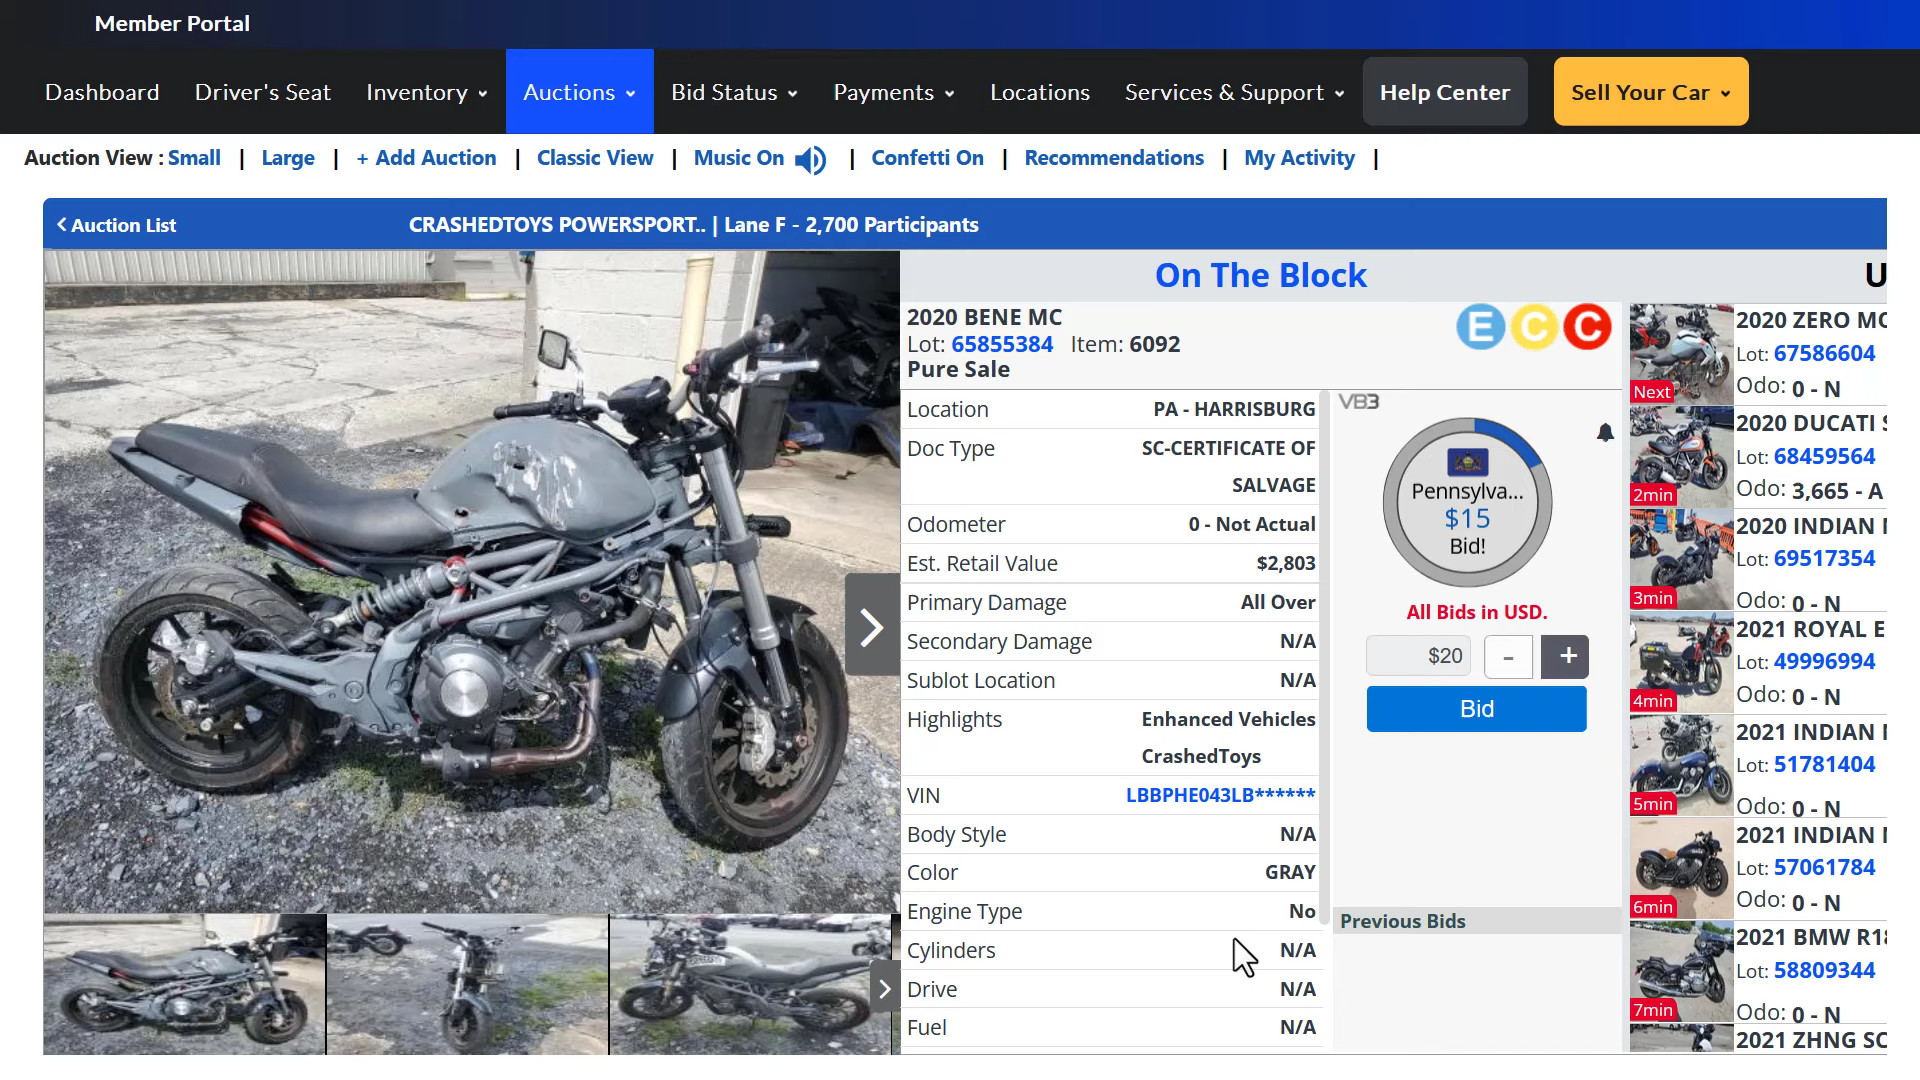 Member Portal
Dashboard Driver's Seat Inventory Auctions Bid Status Payments Locations Services & Support Help Center Sell Your Car
Auction View : Small | Large | + Add Auction | Classic View | Music On | Confetti On | Recommendations | My Activity |
Auction List CRASHEDTOYS POWERSPORT.. | Lane F - 2,700 Participants
On The Block
U
2020 BENE MC
Lot: 65855384 Item: 6092
Pure Sale
E C C
Location PA - HARRISBURG
Doc Type SC-CERTIFICATE OF
SALVAGE
Odometer 0 - Not Actual
Est. Retail Value $2,803
Primary Damage All Over
Secondary Damage N/A
Sublot Location N/A
Highlights Enhanced Vehicles
CrashedToys
VIN LBBPHE043LB******
Body Style N/A
Color GRAY
Engine Type No
Cylinders N/A
Drive N/A
Fuel N/A
VB3
Pennsylva...
$15
Bid!
All Bids in USD.
$20 - +
Bid
Previous Bids
2020 ZERO MC
Lot: 67586604
Next
Odo: 0 - N
2020 DUCATI S
Lot: 68459564
2min
Odo: 3,665 - A
2020 INDIAN
Lot: 69517354
3min
Odo: 0 - N
2021 ROYAL E
Lot: 49996994
4min
Odo: 0 - N
2021 INDIAN
Lot: 51781404
5min
Odo: 0 - N
2021 INDIAN
Lot: 57061784
6min
Odo: 0 - N
2021 BMW R18
Lot: 58809344
7min
Odo: 0 - N
2021 ZHNG SC